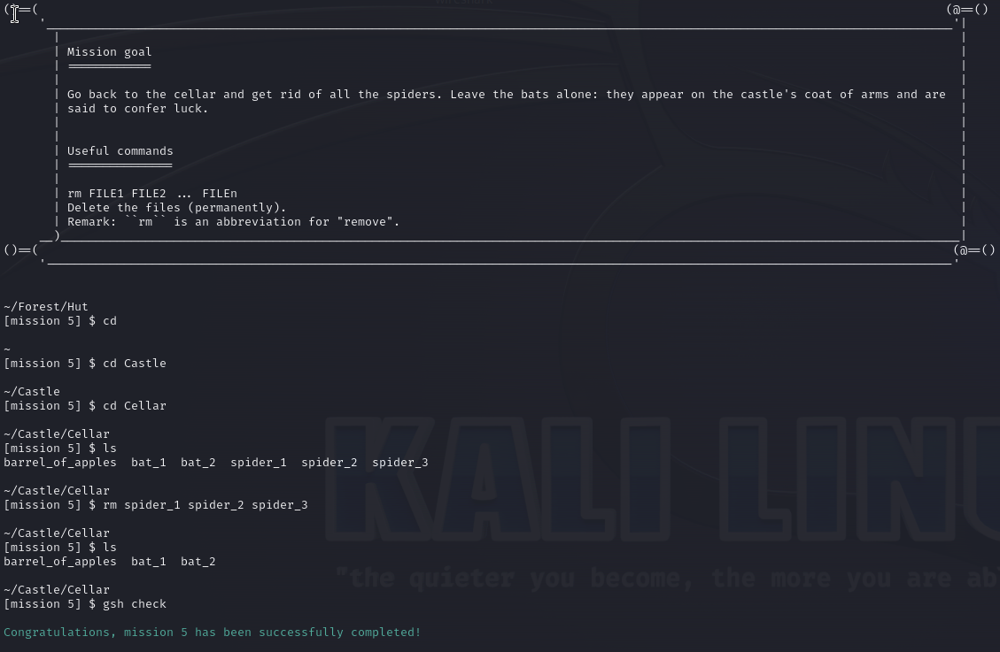 (      ==(                                                                (@==()
Mission goal
============
Go back to the cellar and get rid of all the spiders. Leave the bats alone: they appear on the castle's coat of arms and are
said to confer luck.
Useful commands
===============
rm FILE1 FILE2 ... FILEn
Delete the files (permanently).
Remark: ``rm`` is an abbreviation for "remove".
()==(                                                                (@==()
~/Forest/Hut
[mission 5] $ cd
~
[mission 5] $ cd Castle
~/Castle
[mission 5] $ cd Cellar
~/Castle/Cellar
[mission 5] $ ls
barrel_of_apples  bat_1  bat_2  spider_1  spider_2  spider_3
~/Castle/Cellar
[mission 5] $ rm spider_1 spider_2 spider_3
~/Castle/Cellar
[mission 5] $ ls
barrel_of_apples  bat_1  bat_2
~/Castle/Cellar
[mission 5] $ gsh check
Congratulations, mission 5 has been successfully completed!
KALI LINU
"the quieter you become, the more you are ab